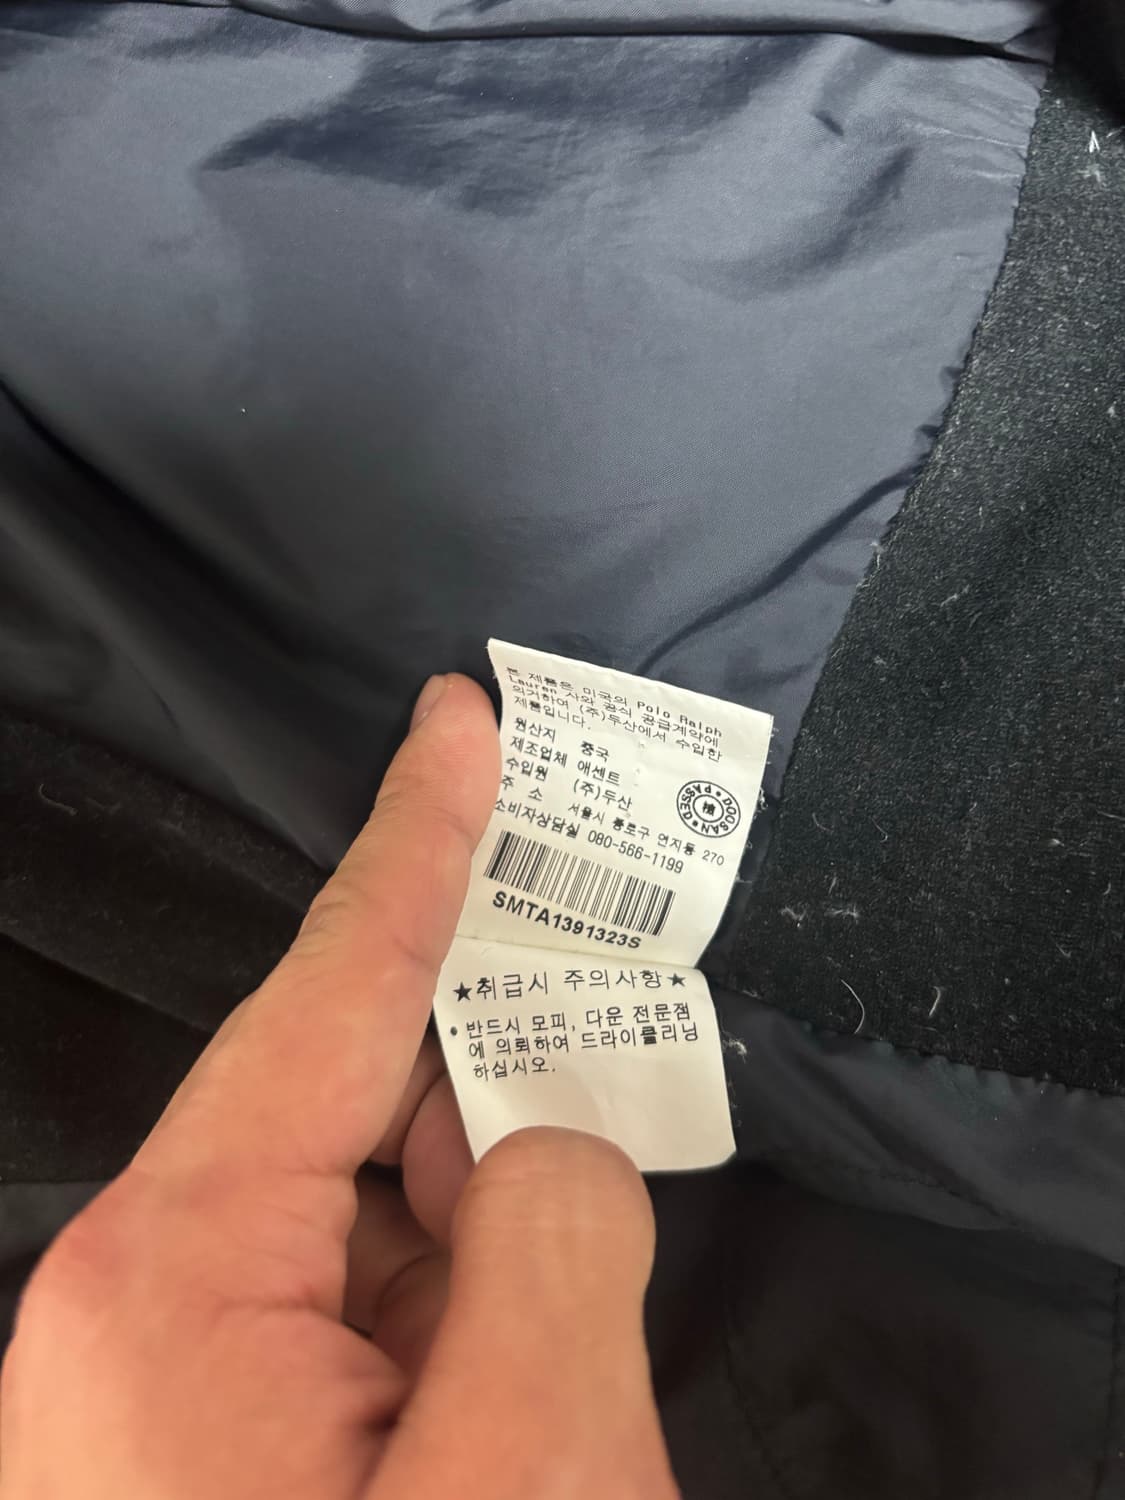 본 제품은 미국의 Polo Ralph
Lauren 사와 공식 공급계약에
의거하여 (주)두산에서 수입한
제품입니다.
원산지 중국
제조업체 애센트
수입원 (주)두산
주 소 서울시 종로구 연지동 270
소비자상담실 080-566-1199
DOOSAN PASSED
SMTA1391323S
★취급시 주의사항★
• 반드시 모피, 다운 전문점
에 의뢰하여 드라이클리닝
하십시오.